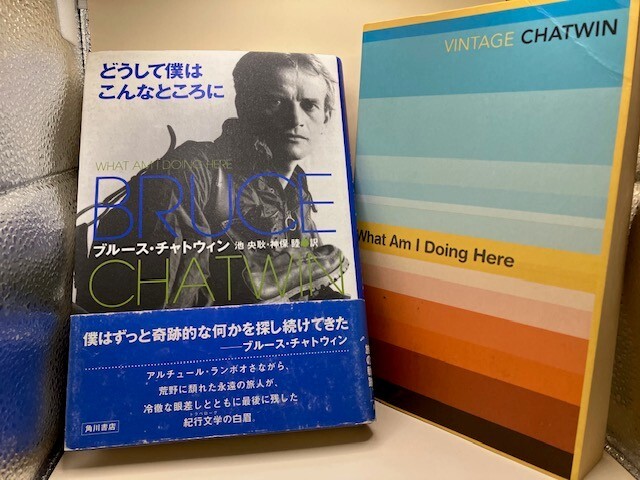 どうして僕は
こんなところに
WHAT AM I DOING HERE
BRUCE
ブルース・チャトウィン 池 央耿・神保 睦 訳
CHATWIN
僕はずっと奇跡的な何かを探し続けてきた
——ブルース・チャトウィン
アルチュール・ランボオさながら、
荒野に頽れた永遠の旅人が、
冷徹な眼差しとともに最後に残した
紀行文学の白眉。
角川書店
VINTAGE CHATWIN
What Am I Doing Here